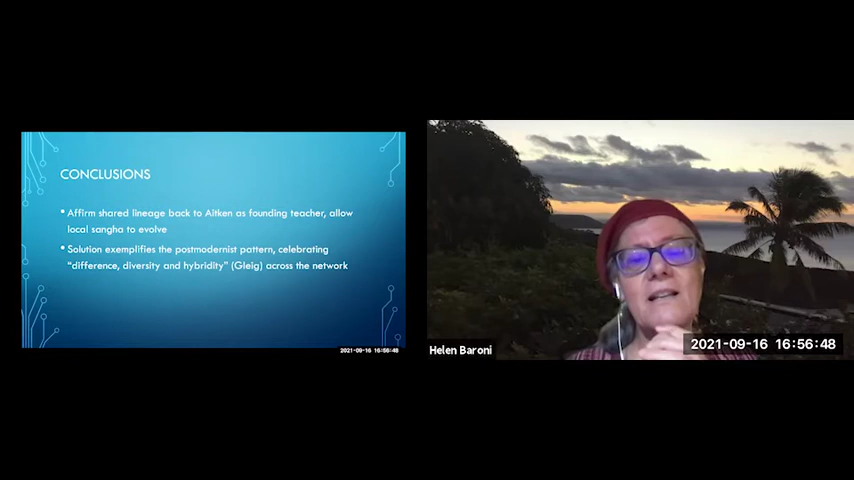 CONCLUSIONS
Affirm shared lineage back to Aitken as founding teacher, allow
local sangha to evolve
Solution exemplifies the postmodernist pattern, celebrating
"difference, diversity and hybridity" (Gleig) across the network
2021-09-16 16:56:48
Helen Baroni
2021-09-16 16:56:48